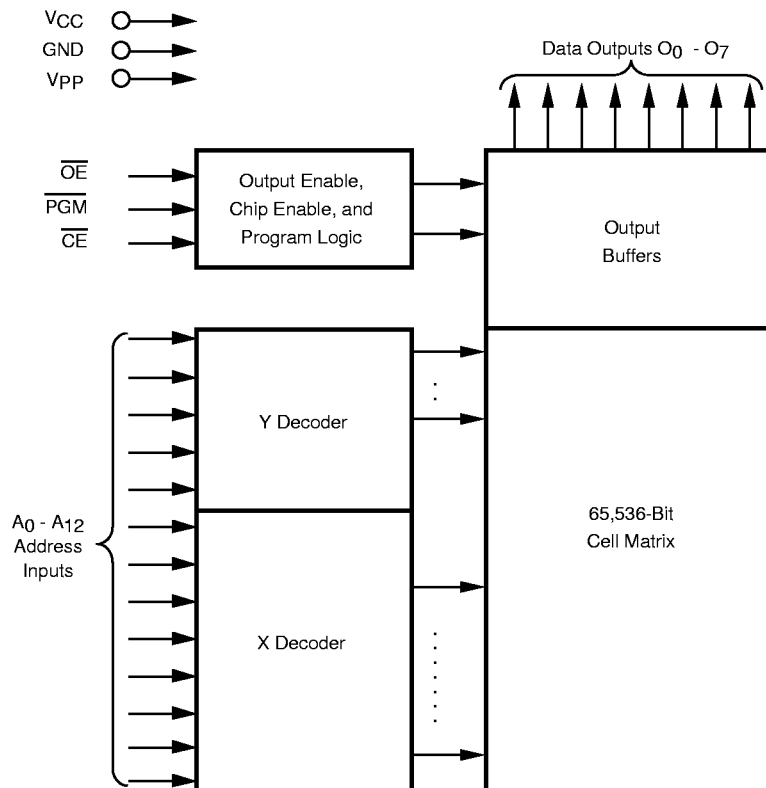 VCC
GND
VPP
Data Outputs O0 - O7
OE
PGM
CE
Output Enable,
Chip Enable, and
Program Logic
Output
Buffers
Y Decoder
A0 - A12
Address
Inputs
65,536-Bit
Cell Matrix
X Decoder